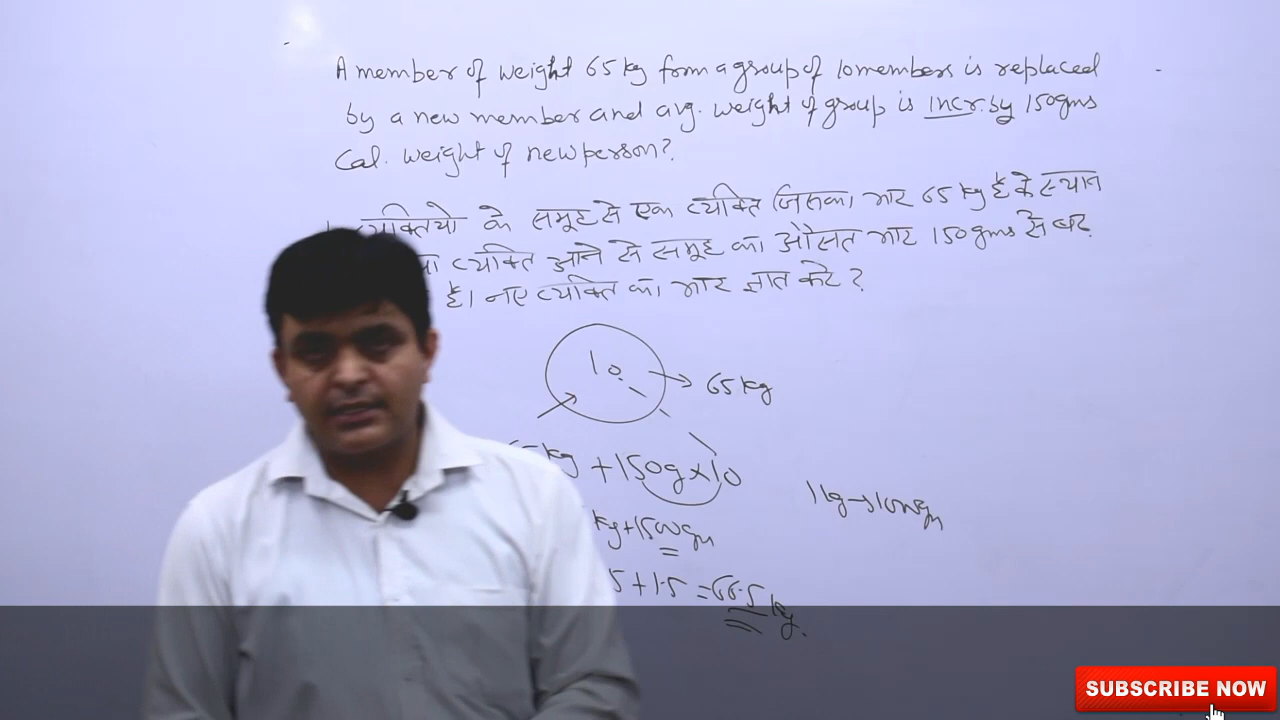 A member of weight 65 kg form a group of 10 members is replaced
by a new member and avg. weight of group is incr. by 150gms
Cal. weight of new person?
व्यक्तियो के समूह से एक व्यक्ति जिसका भार 65 kg है के स्थान
व्यक्ति आने से समूह का औसत भार 150gms से बढ़
है। नए व्यक्ति का भार ज्ञात करे?
10
65 kg
kg + 150g × 10
1kg → 1000gm
kg + 1500gm
5 + 1.5 = 66.5 kg.
SUBSCRIBE NOW